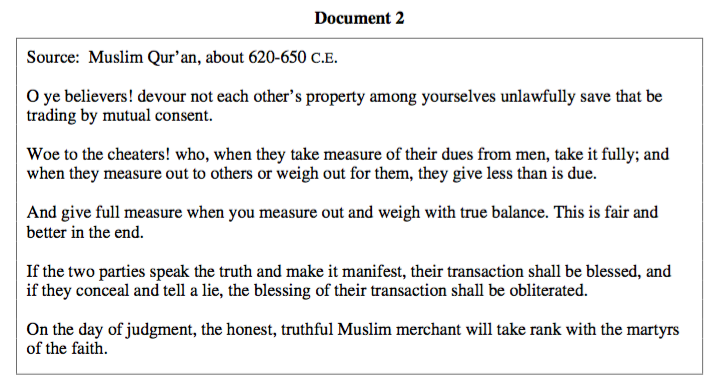 Document 2
Source: Muslim Qur'an, about 620-650 C.E.
O ye believers! devour not each other's property among yourselves unlawfully save that be
trading by mutual consent.
Woe to the cheaters! who, when they take measure of their dues from men, take it fully; and
when they measure out to others or weigh out for them, they give less than is due.
And give full measure when you measure out and weigh with true balance. This is fair and
better in the end.
If the two parties speak the truth and make it manifest, their transaction shall be blessed, and
if they conceal and tell a lie, the blessing of their transaction shall be obliterated.
On the day of judgment, the honest, truthful Muslim merchant will take rank with the martyrs
of the faith.